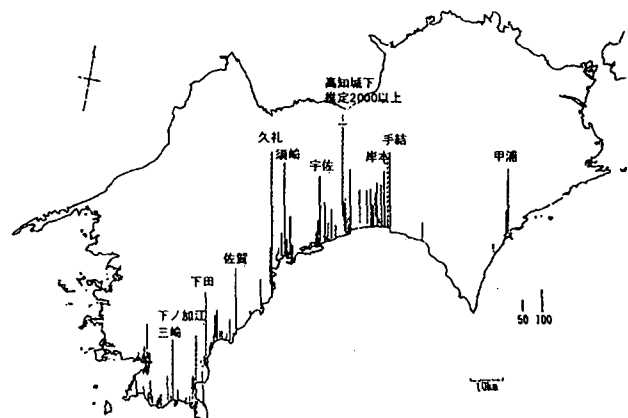 高知城下
推定2000以上
久礼
須崎
宇佐
岸本
手結
甲浦
佐賀
下田
下ノ加江
三崎
50 100
10km